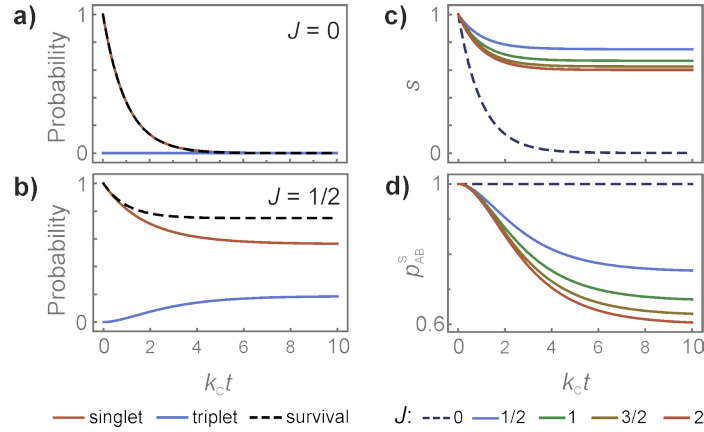 a)
J = 0
Probability
1
0
b)
J = 1/2
Probability
1
0
0 2 4 6 8 10
k_C t
singlet triplet survival
c)
s
1
0
d)
p_AB^S
1
0.6
0 2 4 6 8 10
k_C t
J: 0 1/2 1 3/2 2